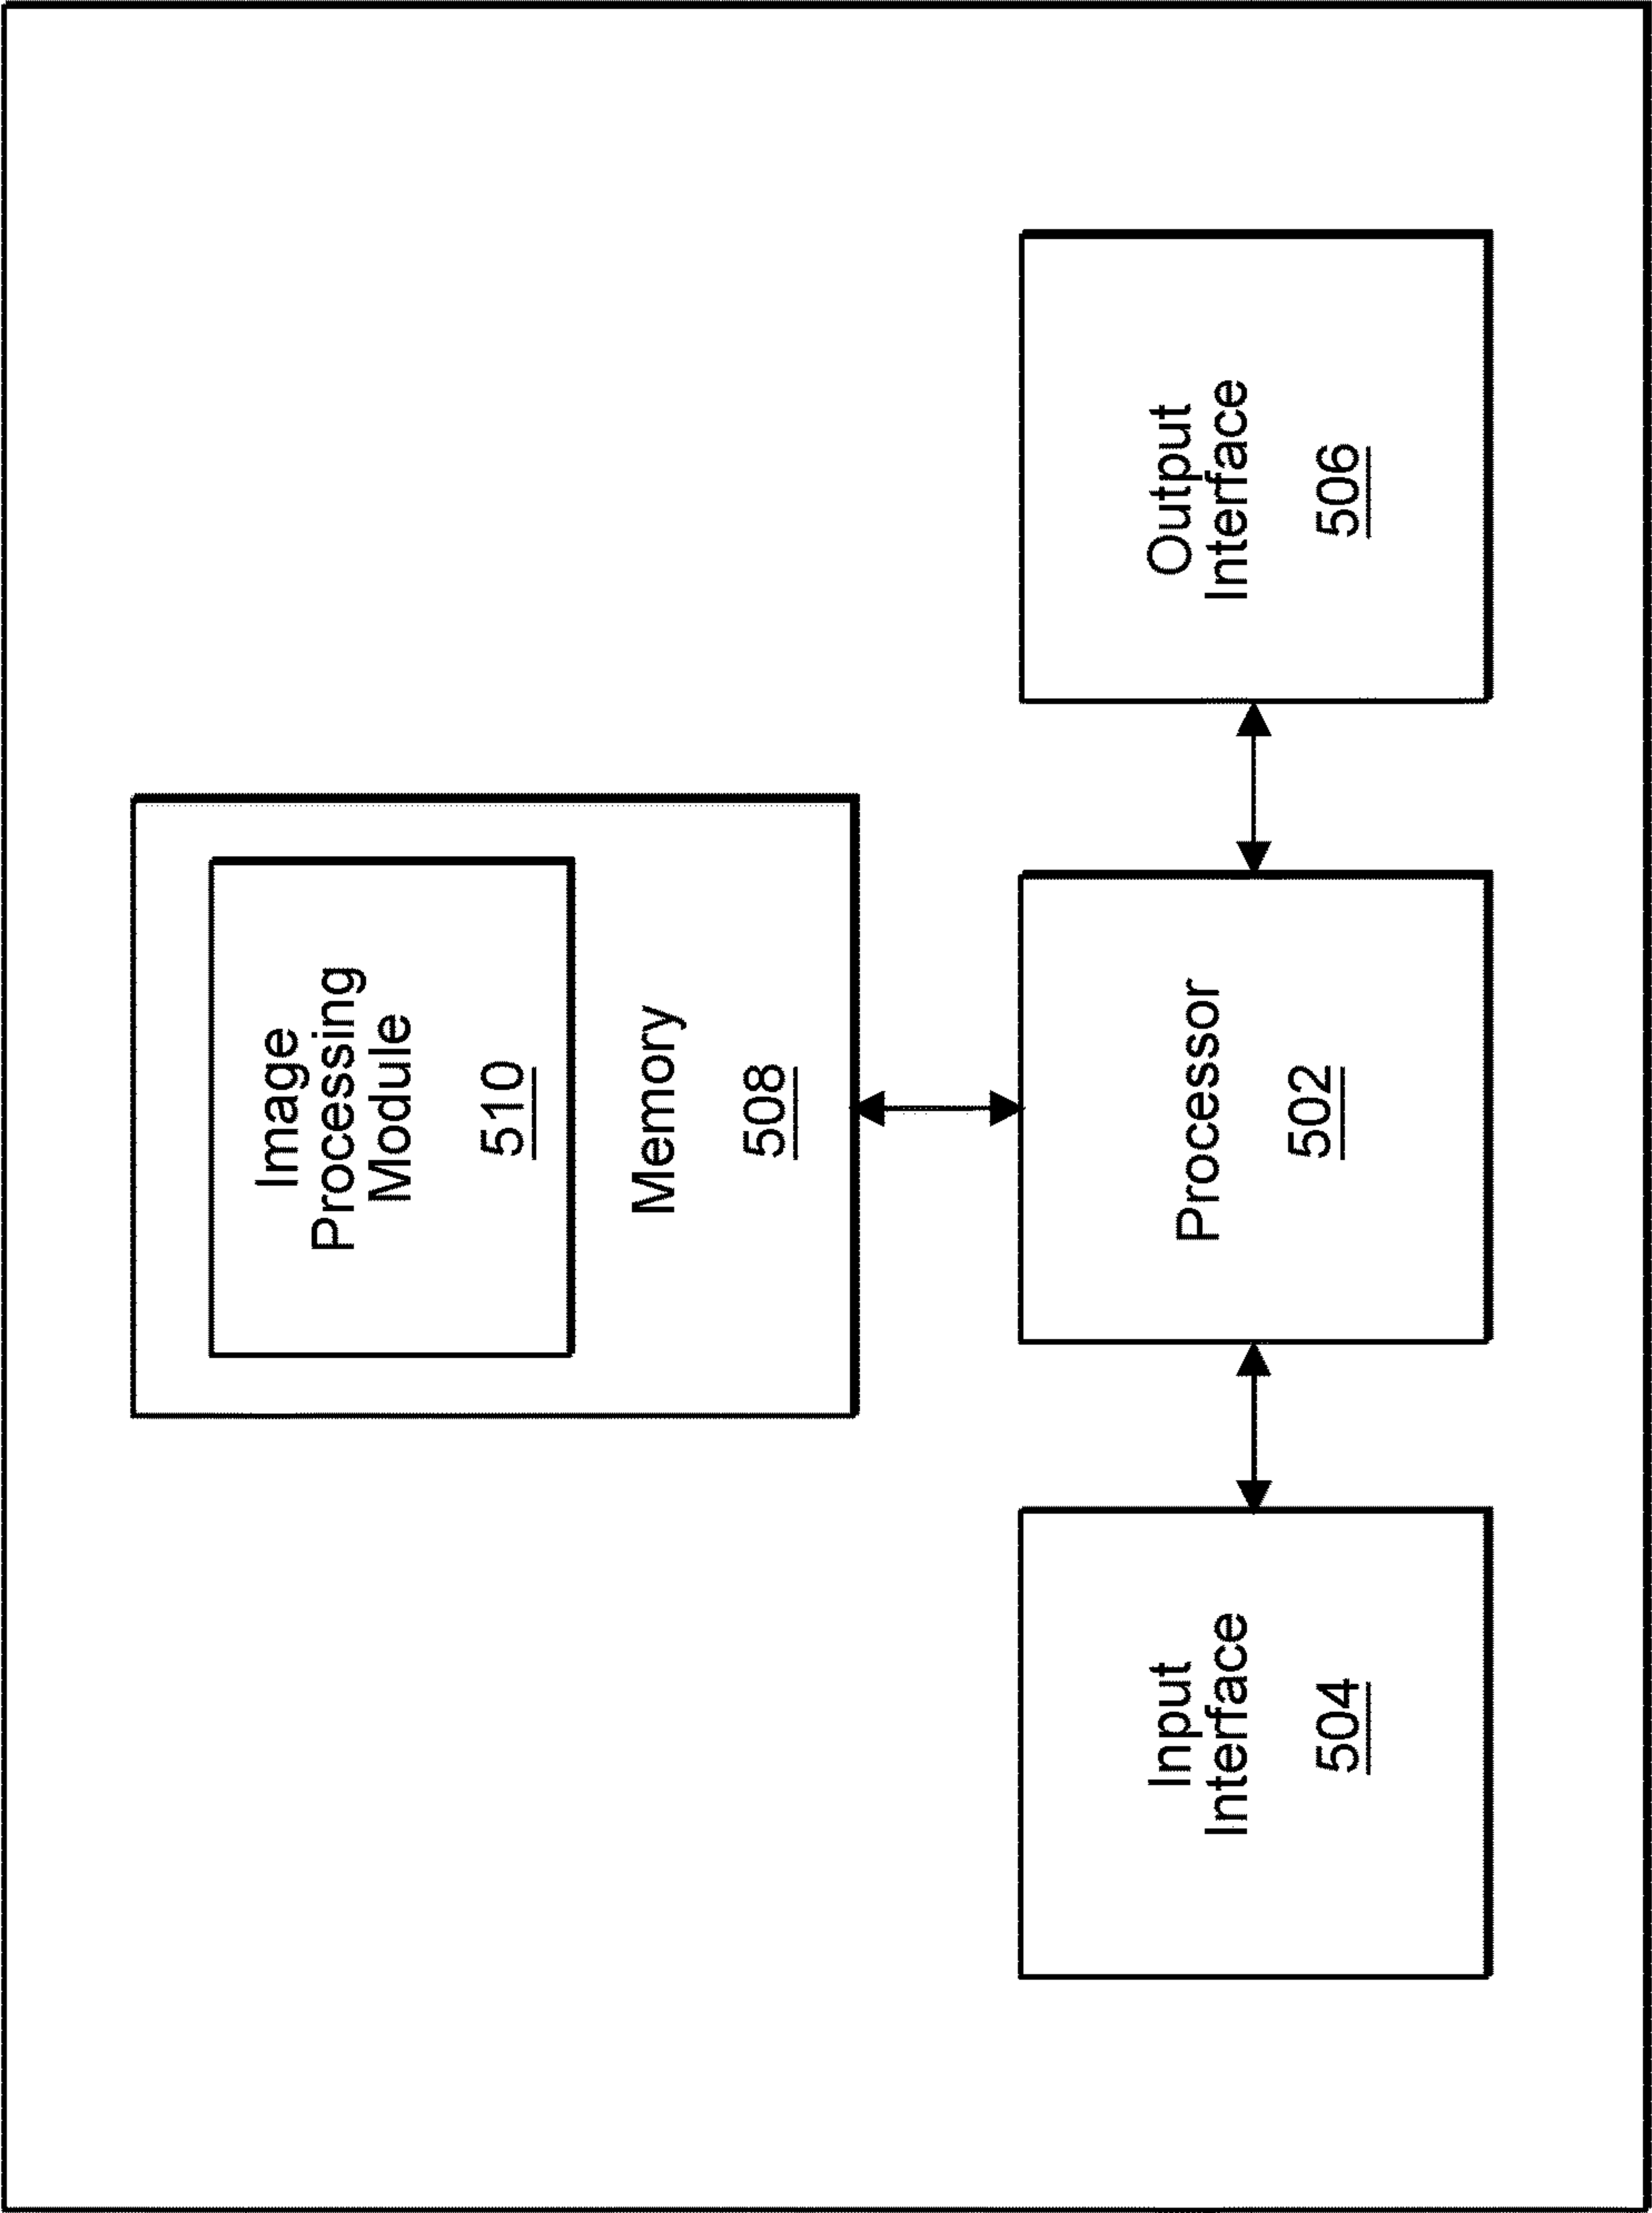 Image
Processing
Module
510
Memory
508
Input
Interface
504
Processor
502
Output
Interface
506